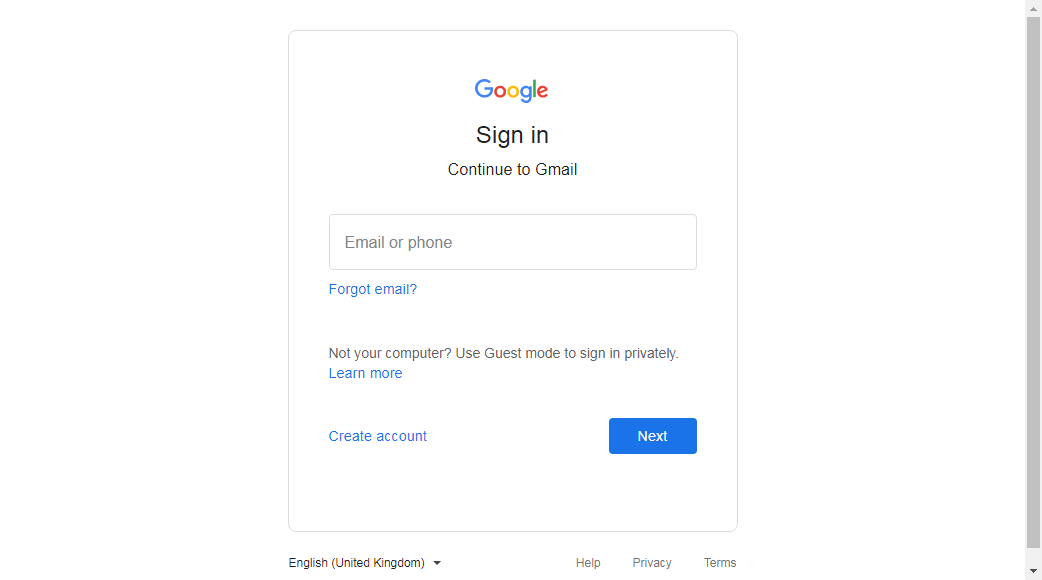 Google
Sign in
Continue to Gmail
Email or phone
Forgot email?
Not your computer? Use Guest mode to sign in privately.
Learn more
Create account
Next
English (United Kingdom)
Help
Privacy
Terms